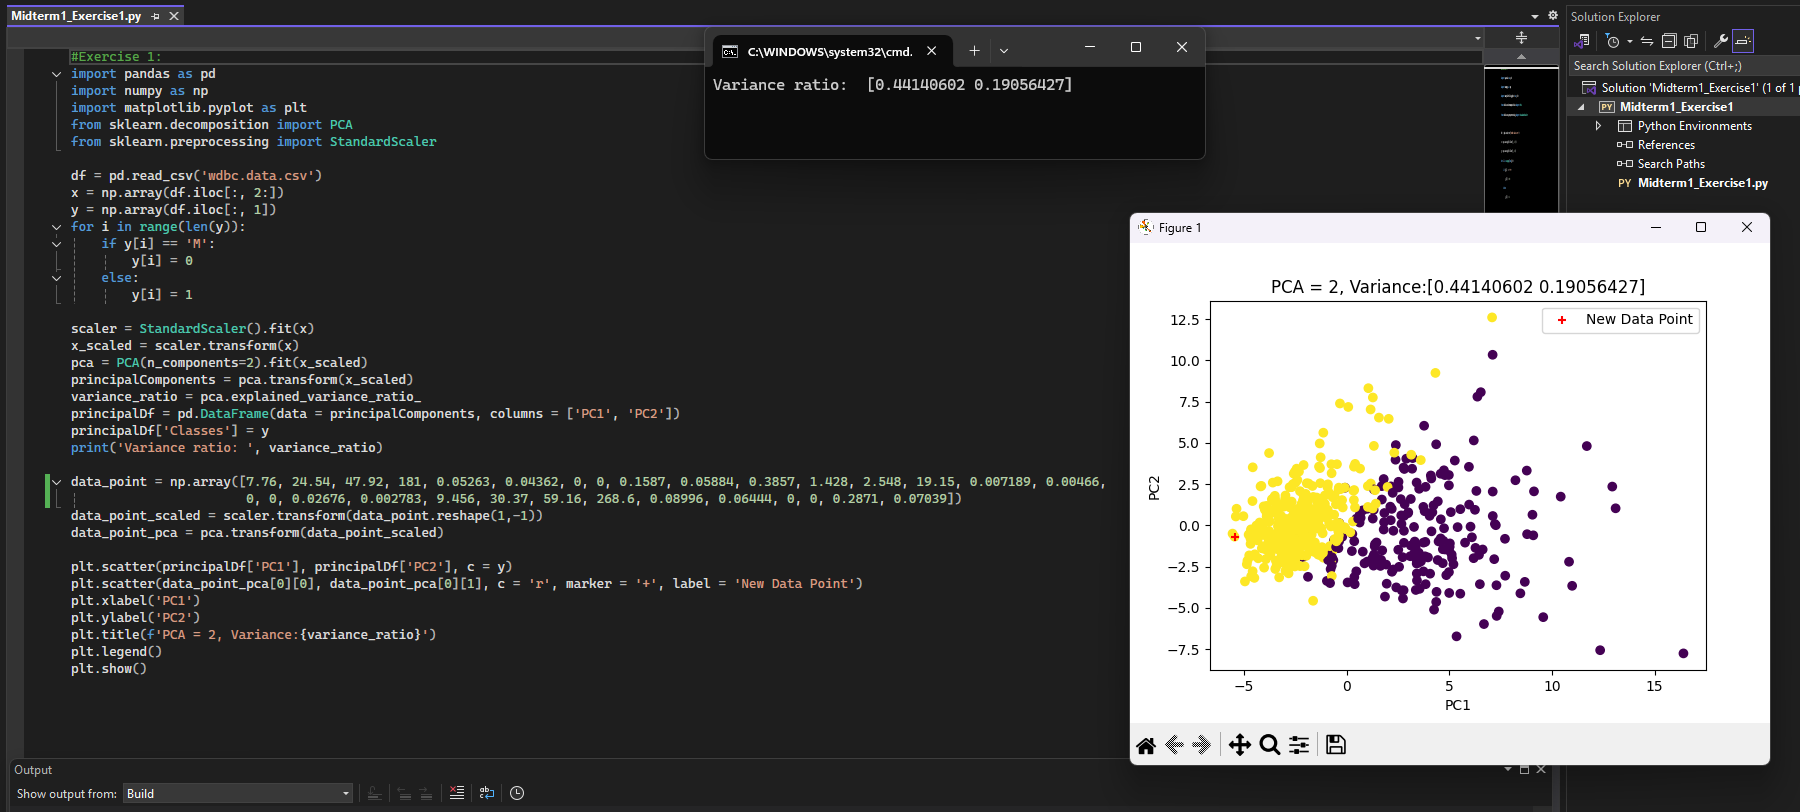 Midterm1_Exercise1.py
#Exercise 1:
import pandas as pd
import numpy as np
import matplotlib.pyplot as plt
from sklearn.decomposition import PCA
from sklearn.preprocessing import StandardScaler
df = pd.read_csv('wdbc.data.csv')
x = np.array(df.iloc[:, 2:])
y = np.array(df.iloc[:, 1])
for i in range(len(y)):
if y[i] == 'M':
y[i] = 0
else:
y[i] = 1
scaler = StandardScaler().fit(x)
x_scaled = scaler.transform(x)
pca = PCA(n_components=2).fit(x_scaled)
principalComponents = pca.transform(x_scaled)
variance_ratio = pca.explained_variance_ratio_
principalDf = pd.DataFrame(data = principalComponents, columns = ['PC1', 'PC2'])
principalDf['Classes'] = y
print('Variance ratio: ', variance_ratio)
data_point = np.array([7.76, 24.54, 47.92, 181, 0.05263, 0.04362, 0, 0, 0.1587, 0.05884, 0.3857, 1.428, 2.548, 19.15, 0.007189, 0.00466,
0, 0, 0.02676, 0.002783, 9.456, 30.37, 59.16, 268.6, 0.08996, 0.06444, 0, 0, 0.2871, 0.07039])
data_point_scaled = scaler.transform(data_point.reshape(1,-1))
data_point_pca = pca.transform(data_point_scaled)
plt.scatter(principalDf['PC1'], principalDf['PC2'], c = y)
plt.scatter(data_point_pca[0][0], data_point_pca[0][1], c = 'r', marker = '+', label = 'New Data Point')
plt.xlabel('PC1')
plt.ylabel('PC2')
plt.title(f'PCA = 2, Variance:{variance_ratio}')
plt.legend()
plt.show()
C:\WINDOWS\system32\cmd.
Variance ratio:  [0.44140602 0.19056427]
Solution Explorer
Search Solution Explorer (Ctrl+;)
Solution 'Midterm1_Exercise1' (1 of 1 p
PY Midterm1_Exercise1
Python Environments
References
Search Paths
PY Midterm1_Exercise1.py
Figure 1
PCA = 2, Variance:[0.44140602 0.19056427]
New Data Point
12.5
10.0
7.5
5.0
2.5
0.0
−2.5
−5.0
−7.5
PC2
−5 0 5 10 15
PC1
Output
Show output from: Build